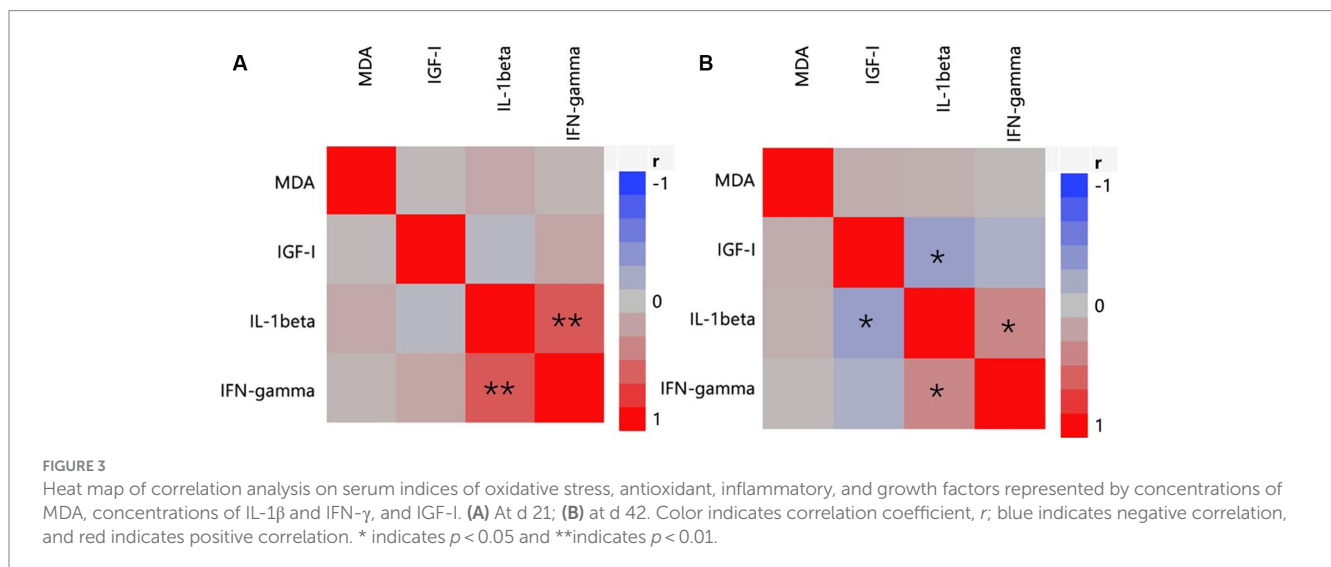 A
MDA
IGF-I
IL-1beta
IFN-gamma
MDA
IGF-I
IL-1beta
**
IFN-gamma
**
r
-1
0
1
B
MDA
IGF-I
IL-1beta
IFN-gamma
MDA
IGF-I
*
IL-1beta
* *
IFN-gamma
*
r
-1
0
1
FIGURE 3
Heat map of correlation analysis on serum indices of oxidative stress, antioxidant, inflammatory, and growth factors represented by concentrations of
MDA, concentrations of IL-1β and IFN-γ, and IGF-I. (A) At d 21; (B) at d 42. Color indicates correlation coefficient, r; blue indicates negative correlation,
and red indicates positive correlation. * indicates p < 0.05 and **indicates p < 0.01.